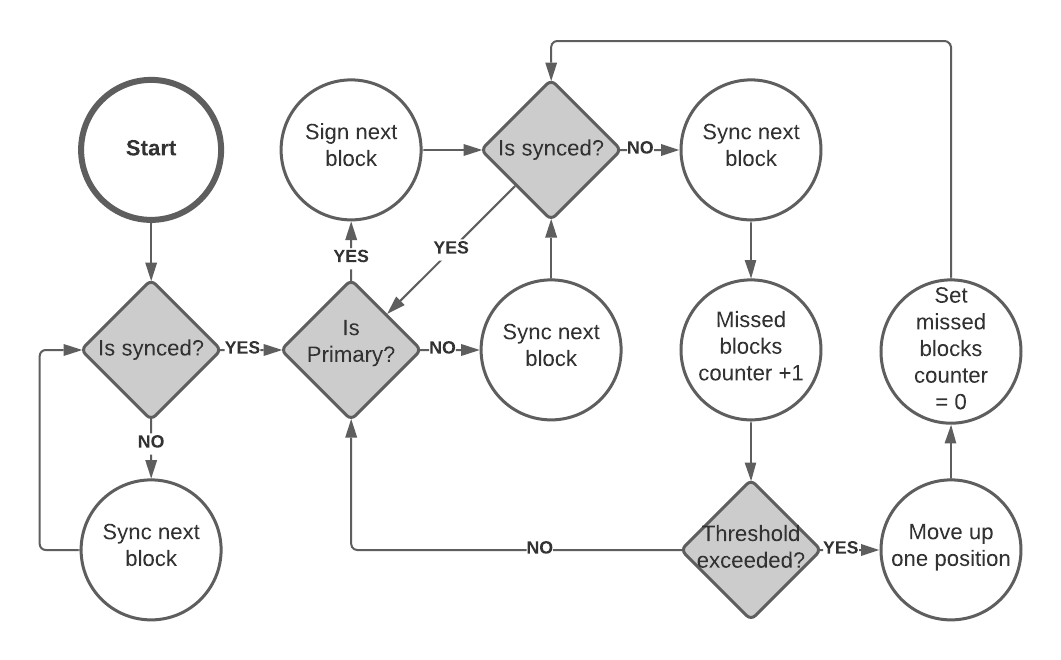 Start
Is synced?
YES
NO
Sync next
block
Is
Primary?
YES
Sign next
block
NO
Sync next
block
Is synced?
YES
NO
Sync next
block
Missed
blocks
counter +1
Threshold
exceeded?
NO
YES
Move up
one position
Set
missed
blocks
counter
= 0